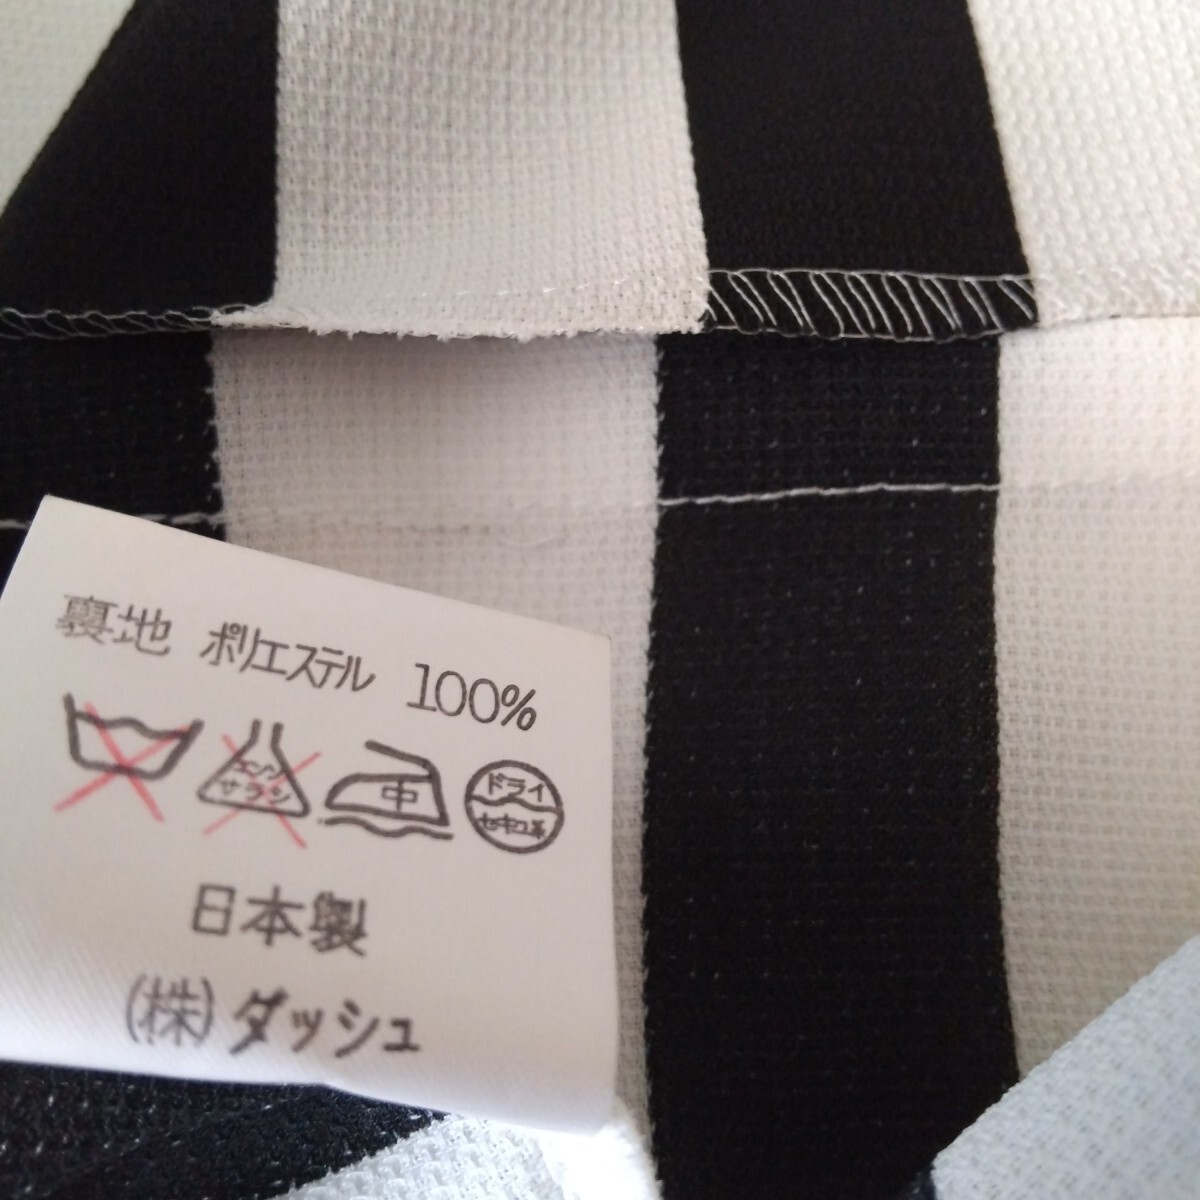 裏地 ポリエステル 100%
エンソ サラシ 中 ドライ セキユ系
日本製
(株)ダッシュ